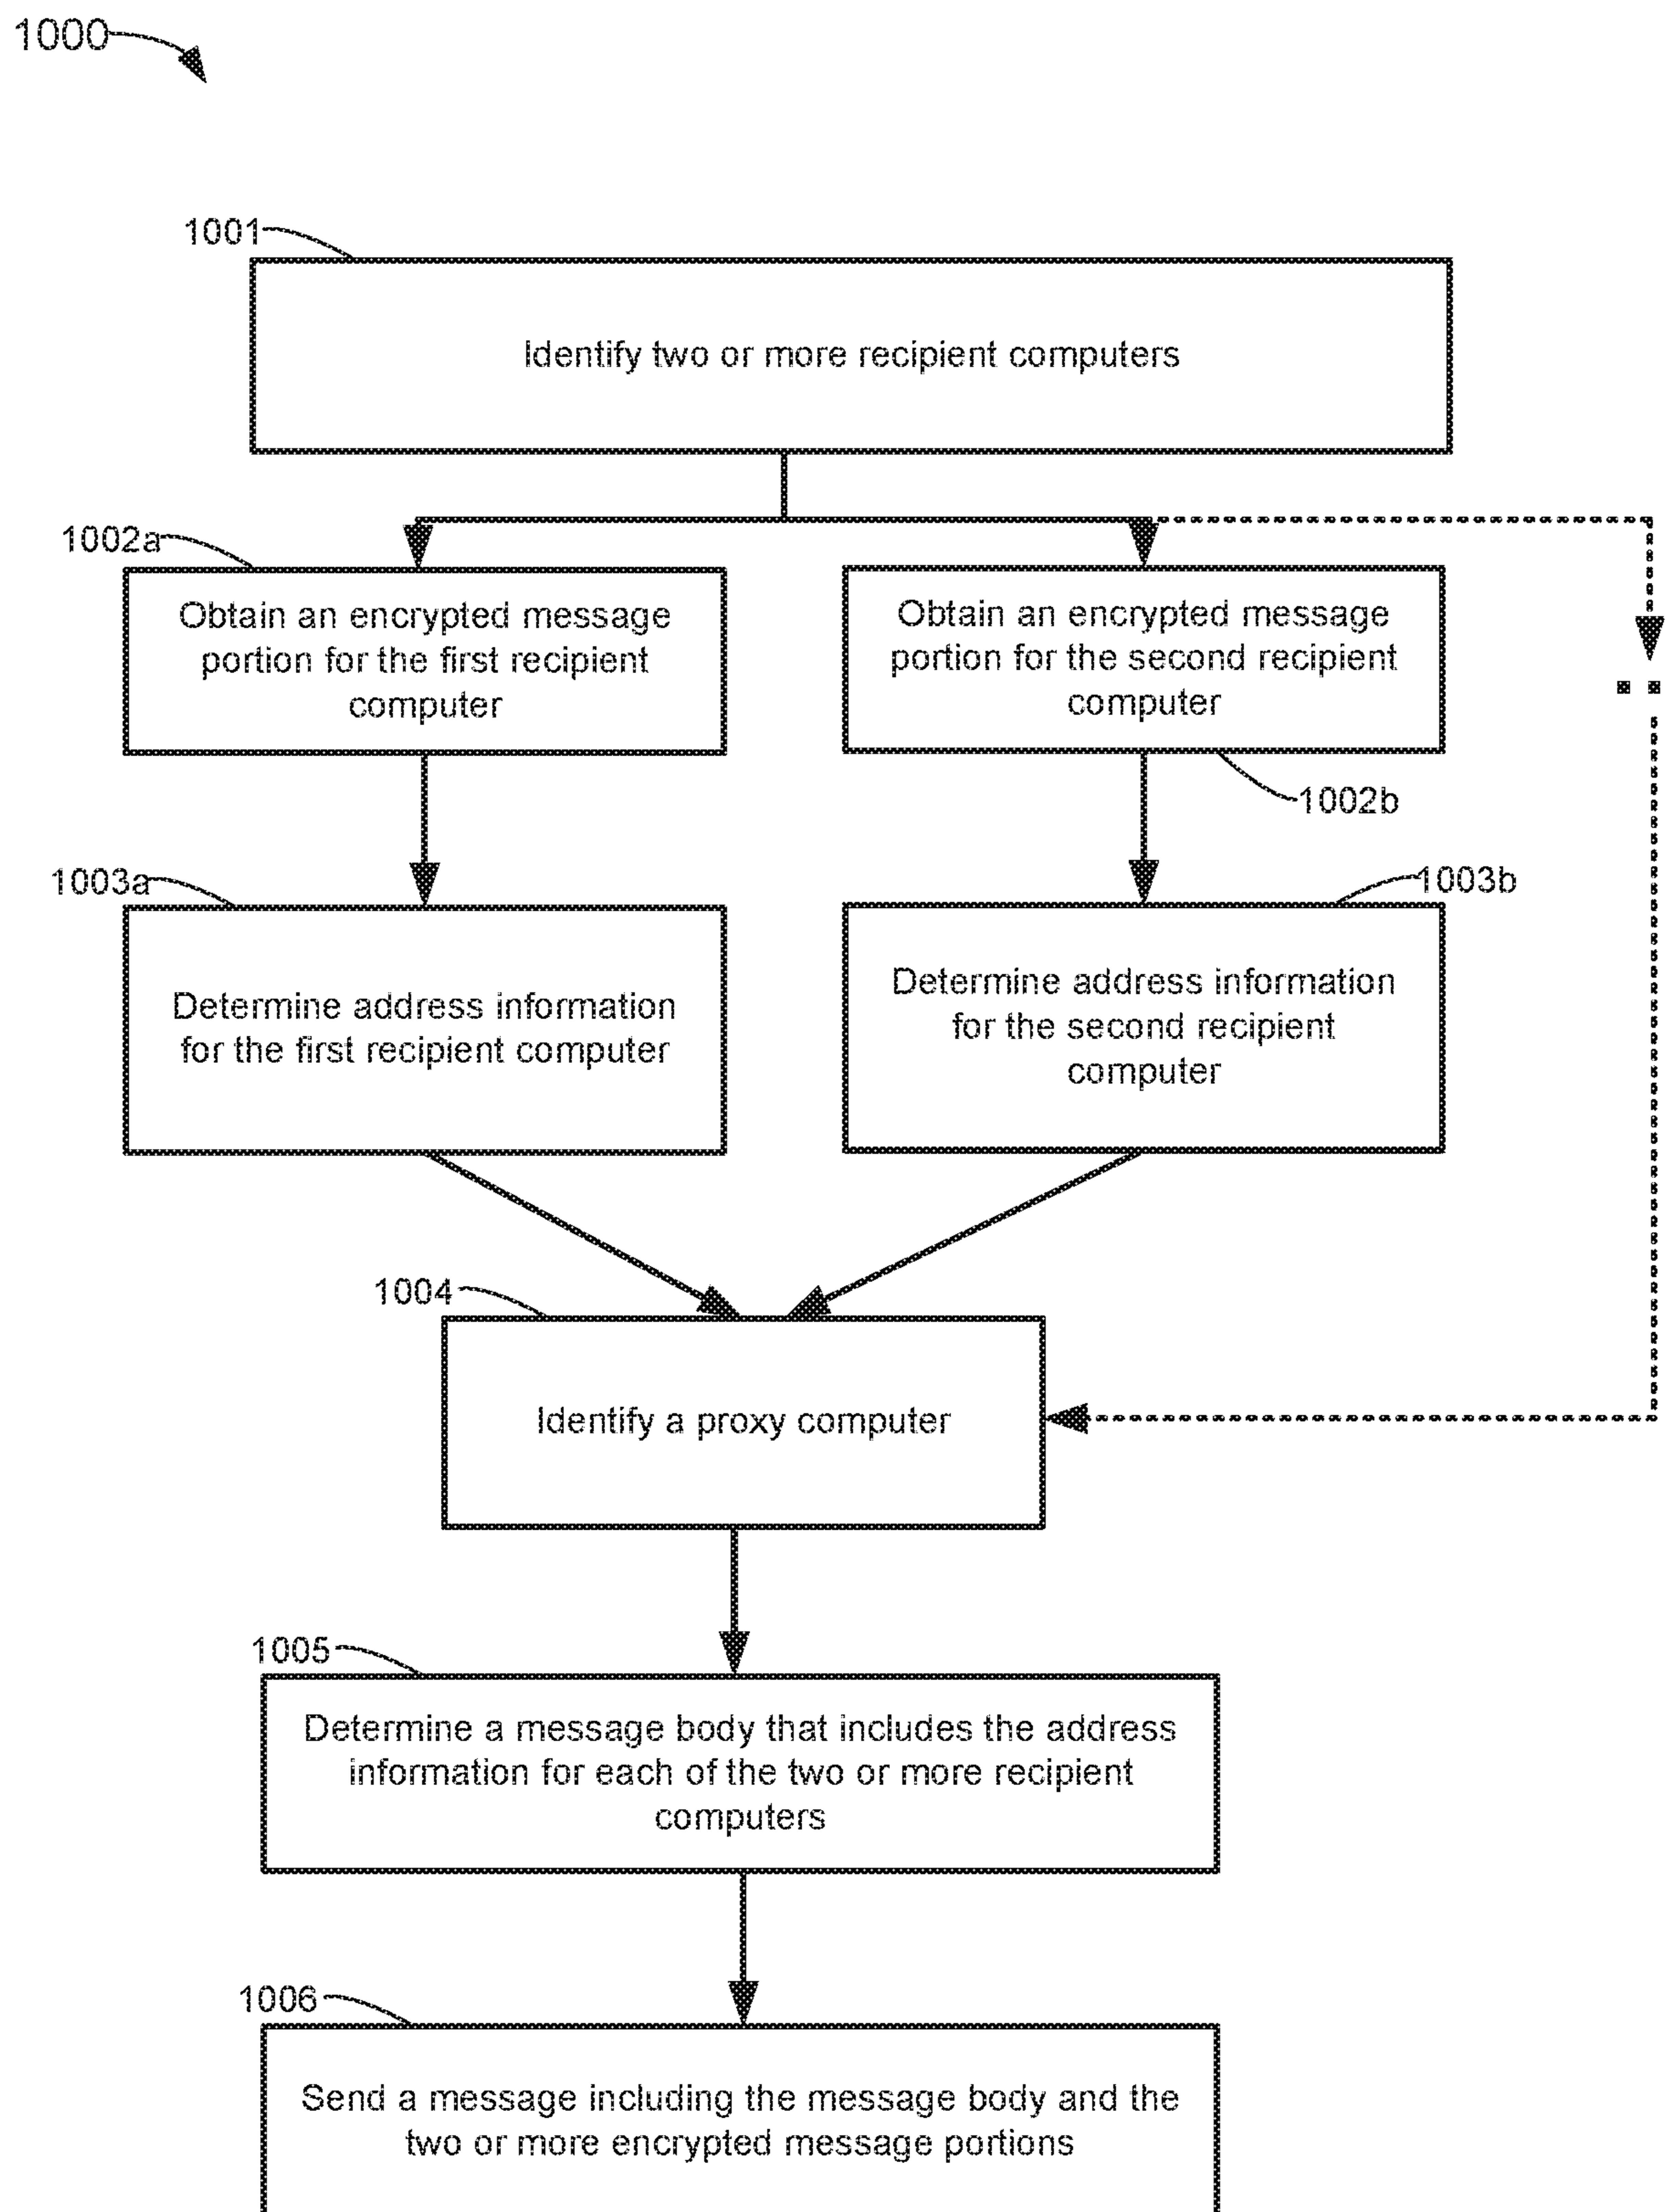 1000
1001
Identify two or more recipient computers
1002a
Obtain an encrypted message
portion for the first recipient
computer
Obtain an encrypted message
portion for the second recipient
computer
1002b
1003a
1003b
Determine address information
for the first recipient computer
Determine address information
for the second recipient
computer
1004
Identify a proxy computer
1005
Determine a message body that includes the address
information for each of the two or more recipient
computers
1006
Send a message including the message body and the
two or more encrypted message portions